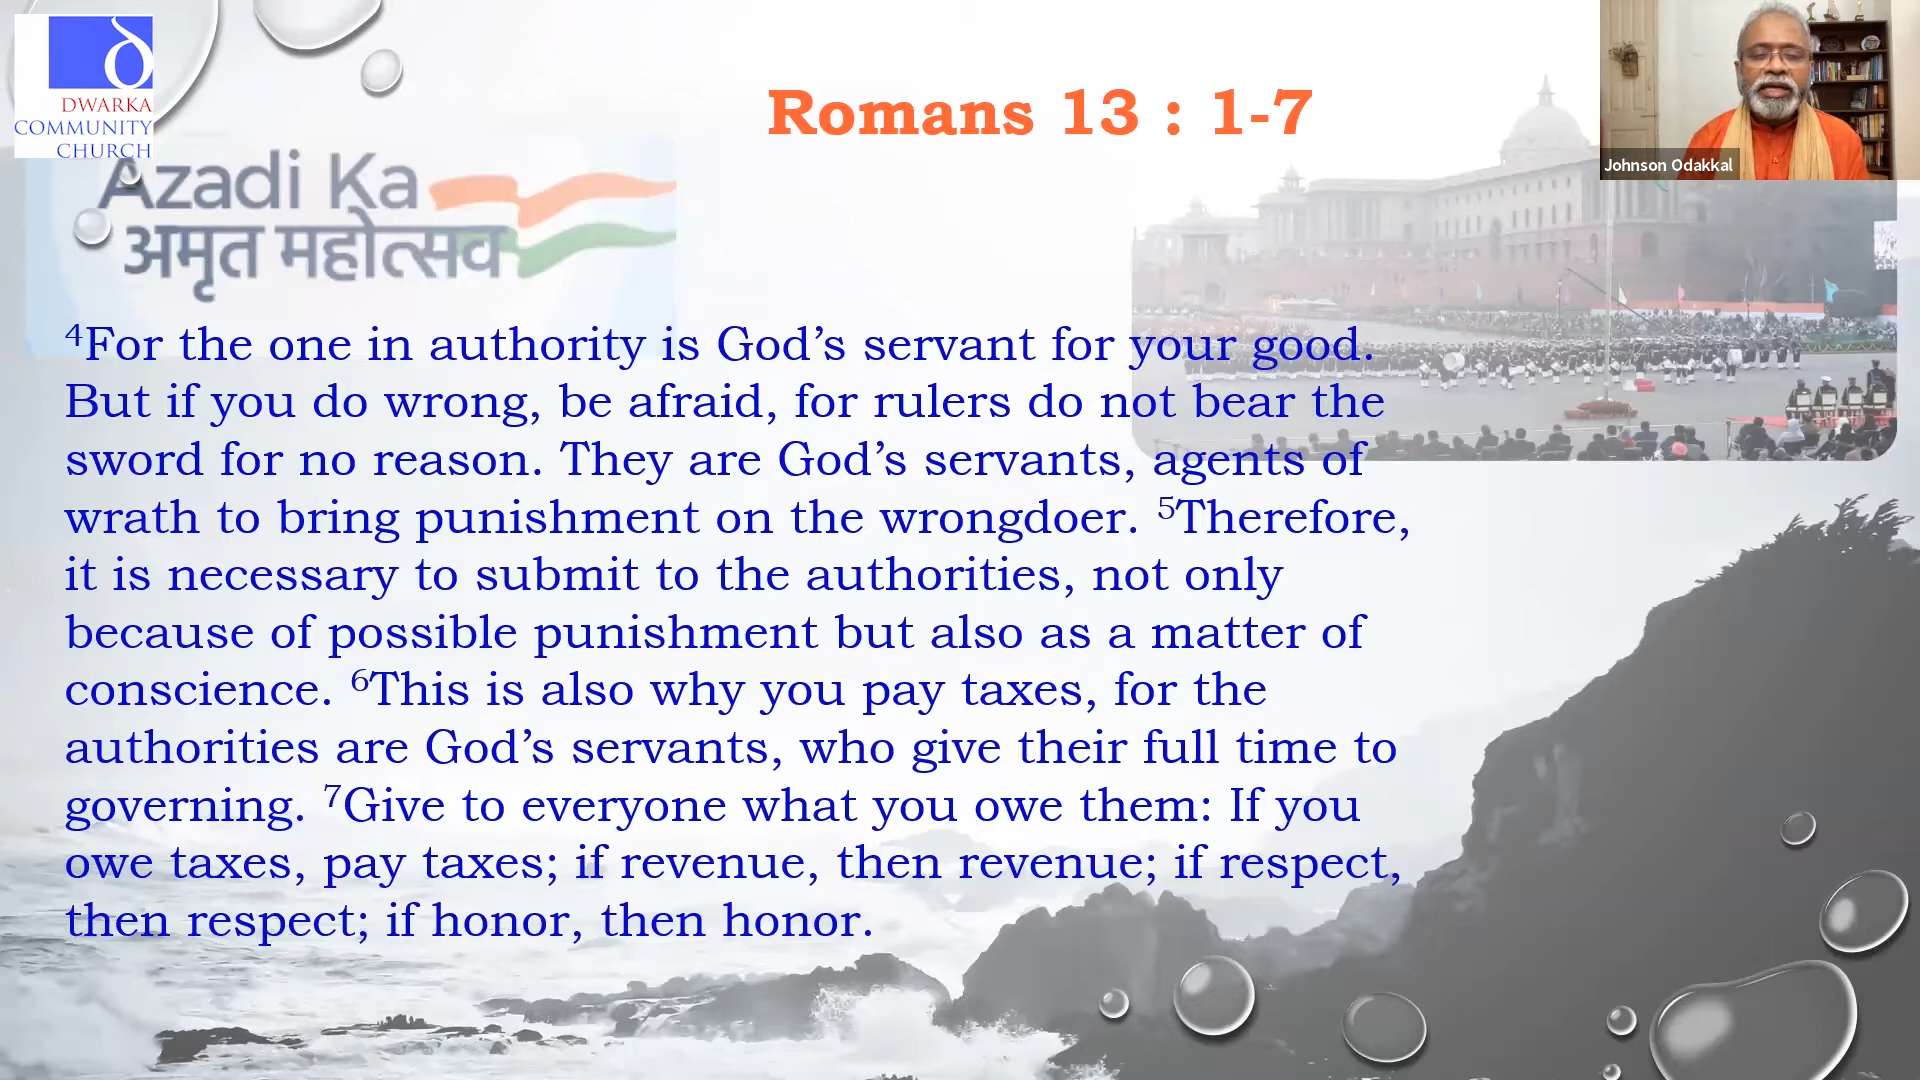 DWARKA
COMMUNITY
CHURCH
Azadi Ka
अमृत महोत्सव
Romans 13 : 1-7
Johnson Odakkal
⁴For the one in authority is God’s servant for your good.
But if you do wrong, be afraid, for rulers do not bear the
sword for no reason. They are God’s servants, agents of
wrath to bring punishment on the wrongdoer. ⁵Therefore,
it is necessary to submit to the authorities, not only
because of possible punishment but also as a matter of
conscience. ⁶This is also why you pay taxes, for the
authorities are God’s servants, who give their full time to
governing. ⁷Give to everyone what you owe them: If you
owe taxes, pay taxes; if revenue, then revenue; if respect,
then respect; if honor, then honor.